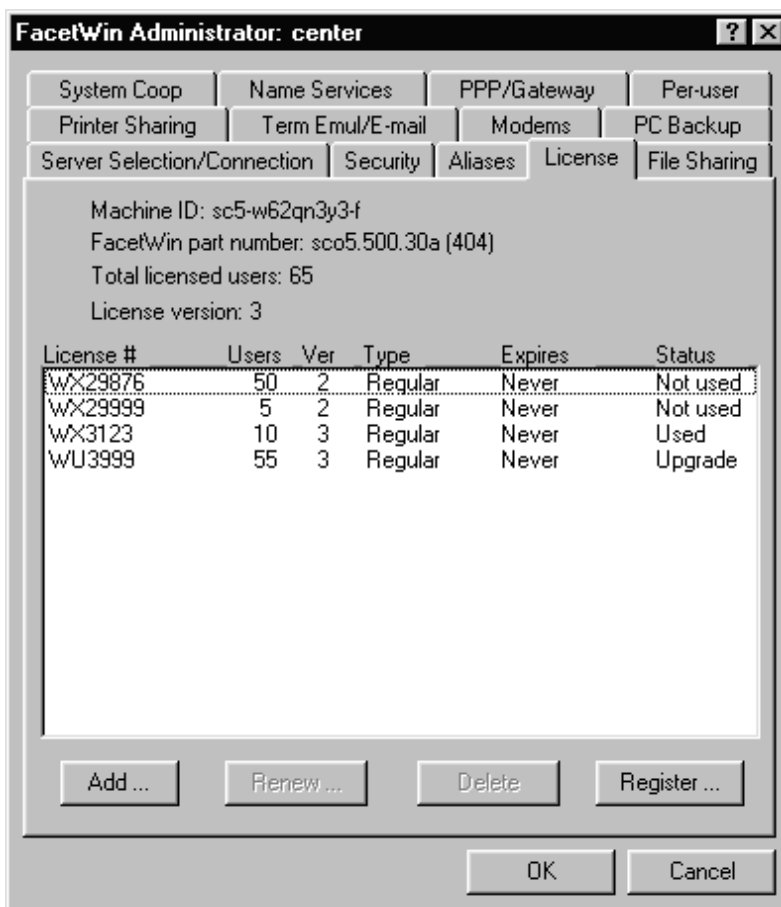 FacetWin Administrator: center
System Coop Name Services PPP/Gateway Per-user
Printer Sharing Term Emul/E-mail Modems PC Backup
Server Selection/Connection Security Aliases License File Sharing
Machine ID: sc5-w62qn3y3-f
FacetWin part number: sco5.500.30a (404)
Total licensed users: 65
License version: 3
License # Users Ver Type Expires Status
WX29876 50 2 Regular Never Not used
WX29999 5 2 Regular Never Not used
WX3123 10 3 Regular Never Used
WU3999 55 3 Regular Never Upgrade
Add ... Renew ... Delete Register ...
OK Cancel